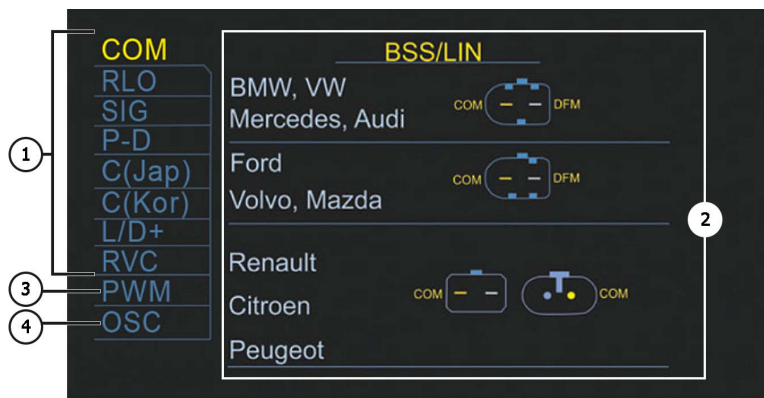 COM
RLO
SIG
P-D
C(Jap)
C(Kor)
L/D+
RVC
PWM
OSC
1
3
4
BSS/LIN
BMW, VW
Mercedes, Audi
COM DFM
Ford
Volvo, Mazda
COM DFM
2
Renault
Citroen
Peugeot
COM COM